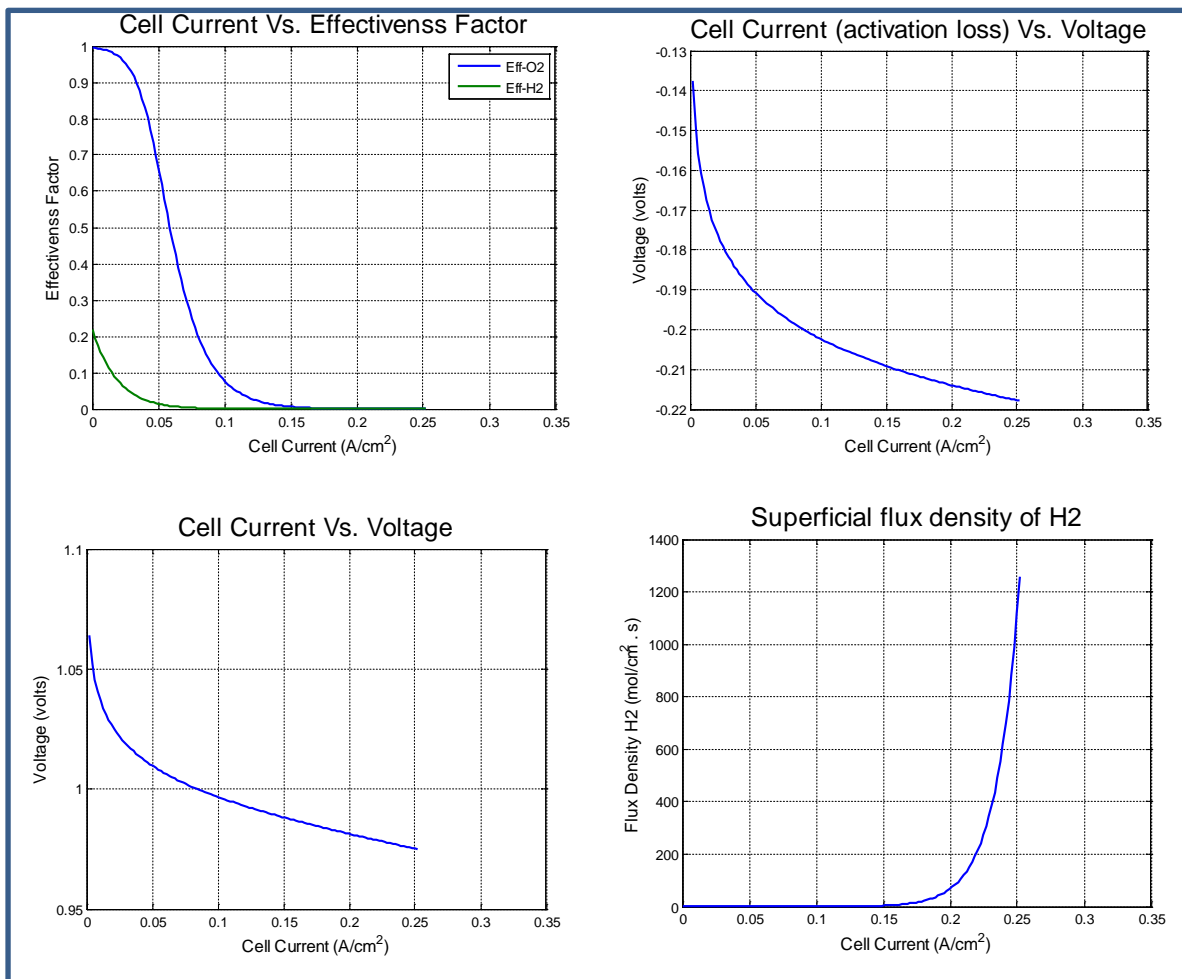 Cell Current Vs. Effectivenss Factor
1
0.9
0.8
0.7
0.6
0.5
0.4
0.3
0.2
0.1
0
Effectivenss Factor
Eff-O2
Eff-H2
0 0.05 0.1 0.15 0.2 0.25 0.3 0.35
Cell Current (A/cm2)
Cell Current (activation loss) Vs. Voltage
-0.13
-0.14
-0.15
-0.16
-0.17
-0.18
-0.19
-0.2
-0.21
-0.22
Voltage (volts)
0 0.05 0.1 0.15 0.2 0.25 0.3 0.35
Cell Current (A/cm2)
Cell Current Vs. Voltage
1.1
1.05
1
0.95
Voltage (volts)
0 0.05 0.1 0.15 0.2 0.25 0.3 0.35
Cell Current (A/cm2)
Superficial flux density of H2
1400
1200
1000
800
600
400
200
0
Flux Density H2 (mol/cm2. s)
0 0.05 0.1 0.15 0.2 0.25 0.3 0.35
Cell Current (A/cm2)